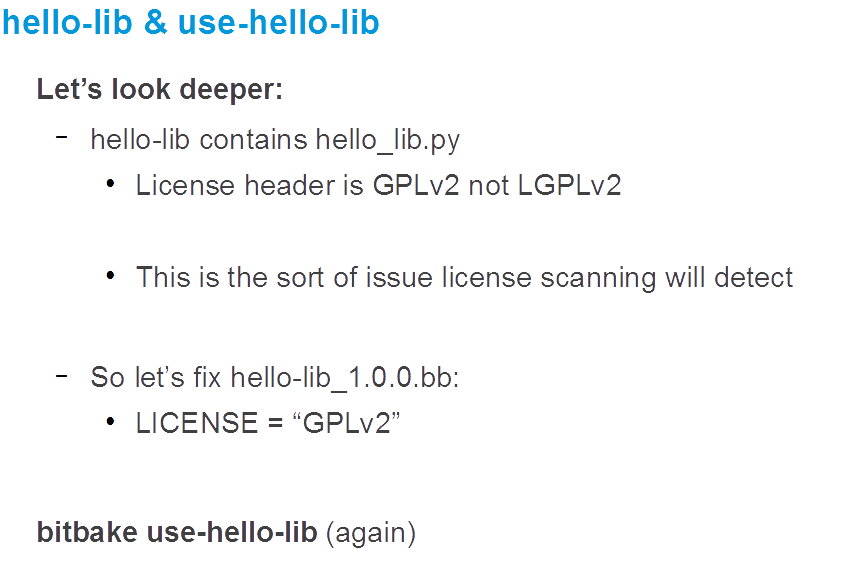 hello-lib & use-hello-lib
Let’s look deeper:
– hello-lib contains hello_lib.py
• License header is GPLv2 not LGPLv2
• This is the sort of issue license scanning will detect
– So let’s fix hello-lib_1.0.0.bb:
• LICENSE = “GPLv2”
bitbake use-hello-lib (again)